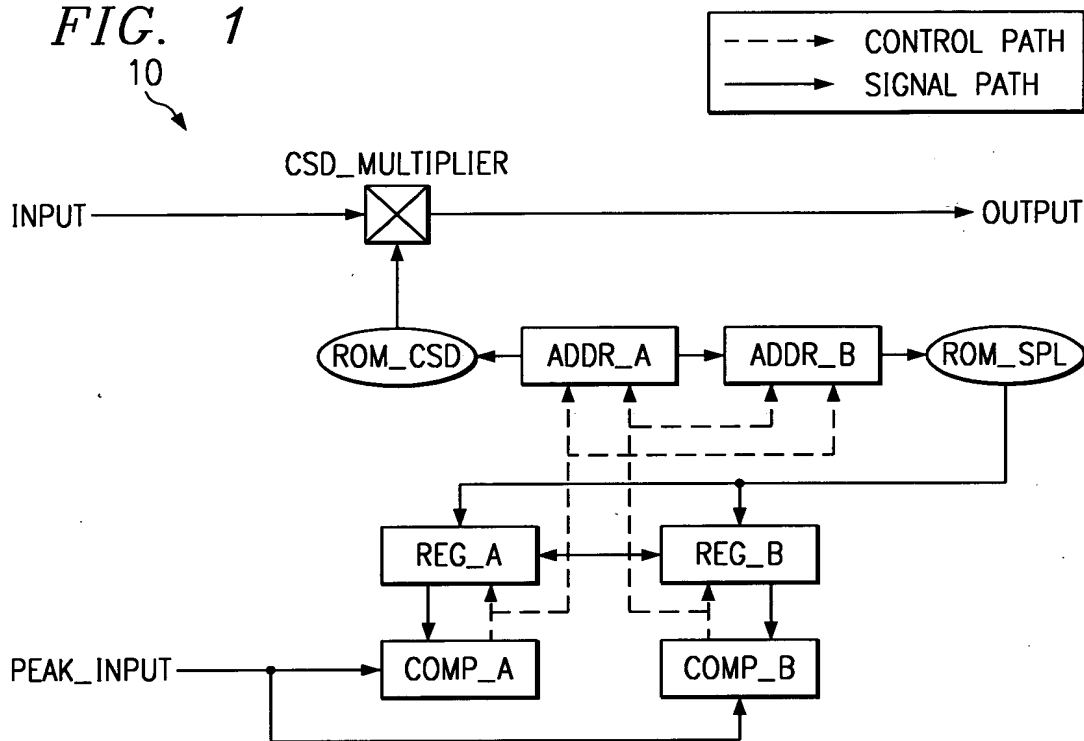 FIG. 1
10
CONTROL PATH
SIGNAL PATH
CSD_MULTIPLIER
INPUT
OUTPUT
ROM_CSD
ADDR_A
ADDR_B
ROM_SPL
REG_A
REG_B
PEAK_INPUT
COMP_A
COMP_B